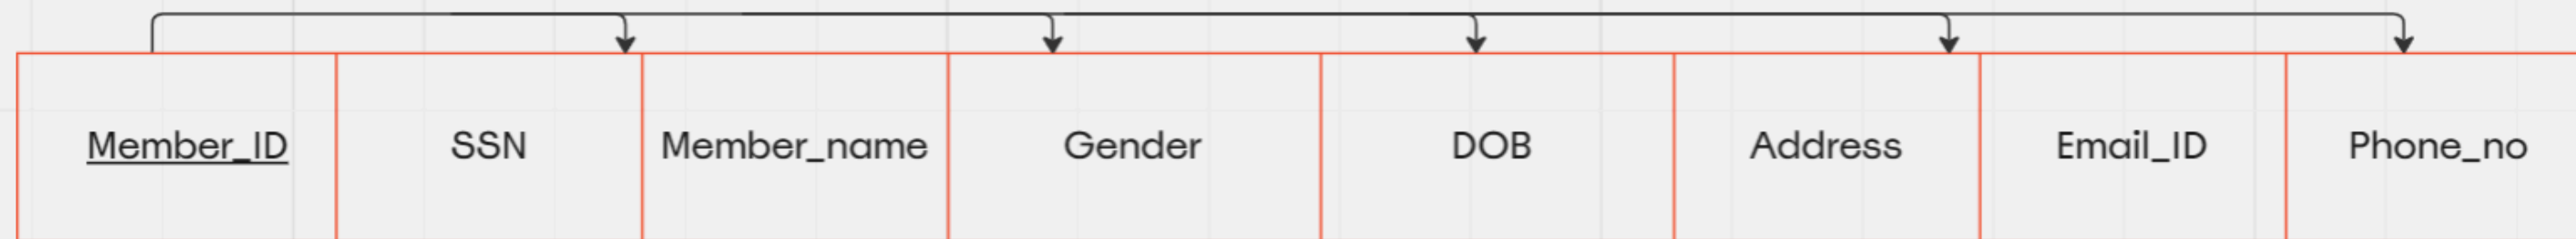 Member_ID SSN Member_name Gender DOB Address Email_ID Phone_no